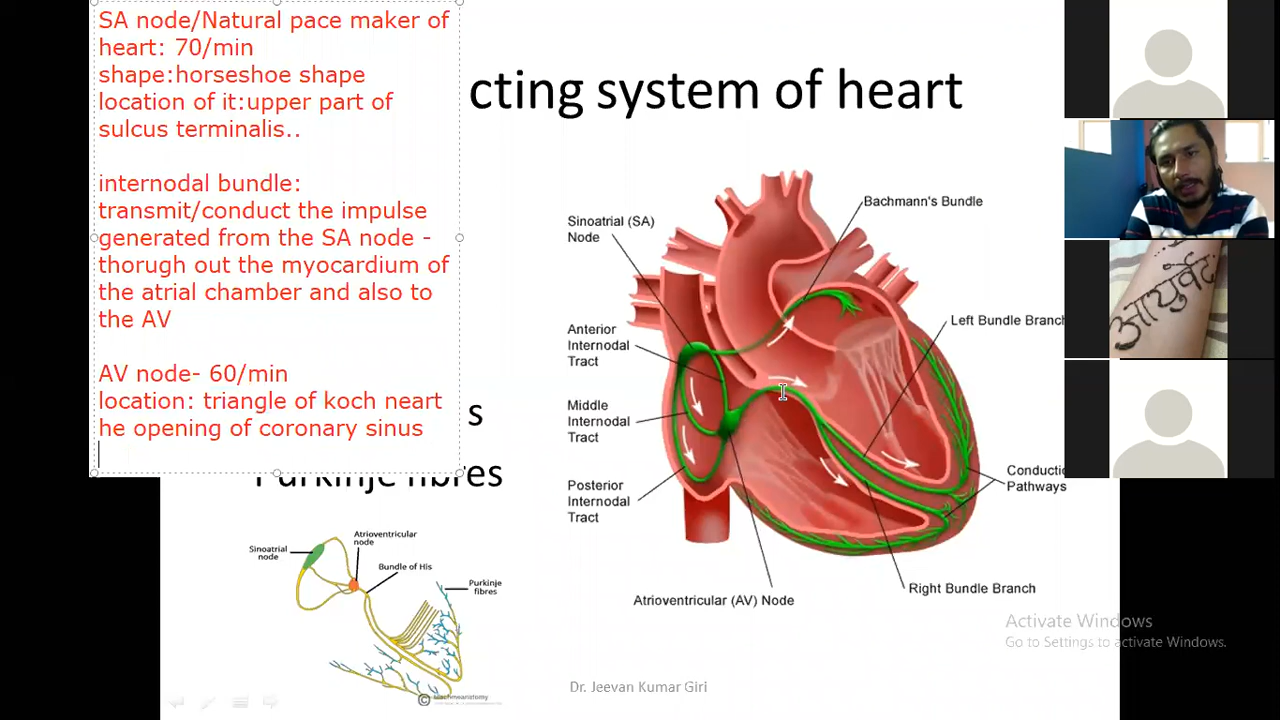 SA node/Natural pace maker of
heart: 70/min
shape:horseshoe shape
location of it:upper part of
sulcus terminalis..
internodal bundle:
transmit/conduct the impulse
generated from the SA node -
thorugh out the myocardium of
the atrial chamber and also to
the AV
AV node- 60/min
location: triangle of koch neart
he opening of coronary sinus
cting system of heart
s
Purkinje fibres
Sinoatrial
node
Atrioventricular
node
Bundle of His
Purkinje
fibres
© teachmeanatomy
Sinoatrial (SA)
Node
Bachmann's Bundle
Anterior
Internodal
Tract
Left Bundle Branch
Middle
Internodal
Tract
Posterior
Internodal
Tract
Conductio
Pathways
Right Bundle Branch
Atrioventricular (AV) Node
Dr. Jeevan Kumar Giri
Activate Windows
Go to Settings to activate Windows.
आयुर्वेद